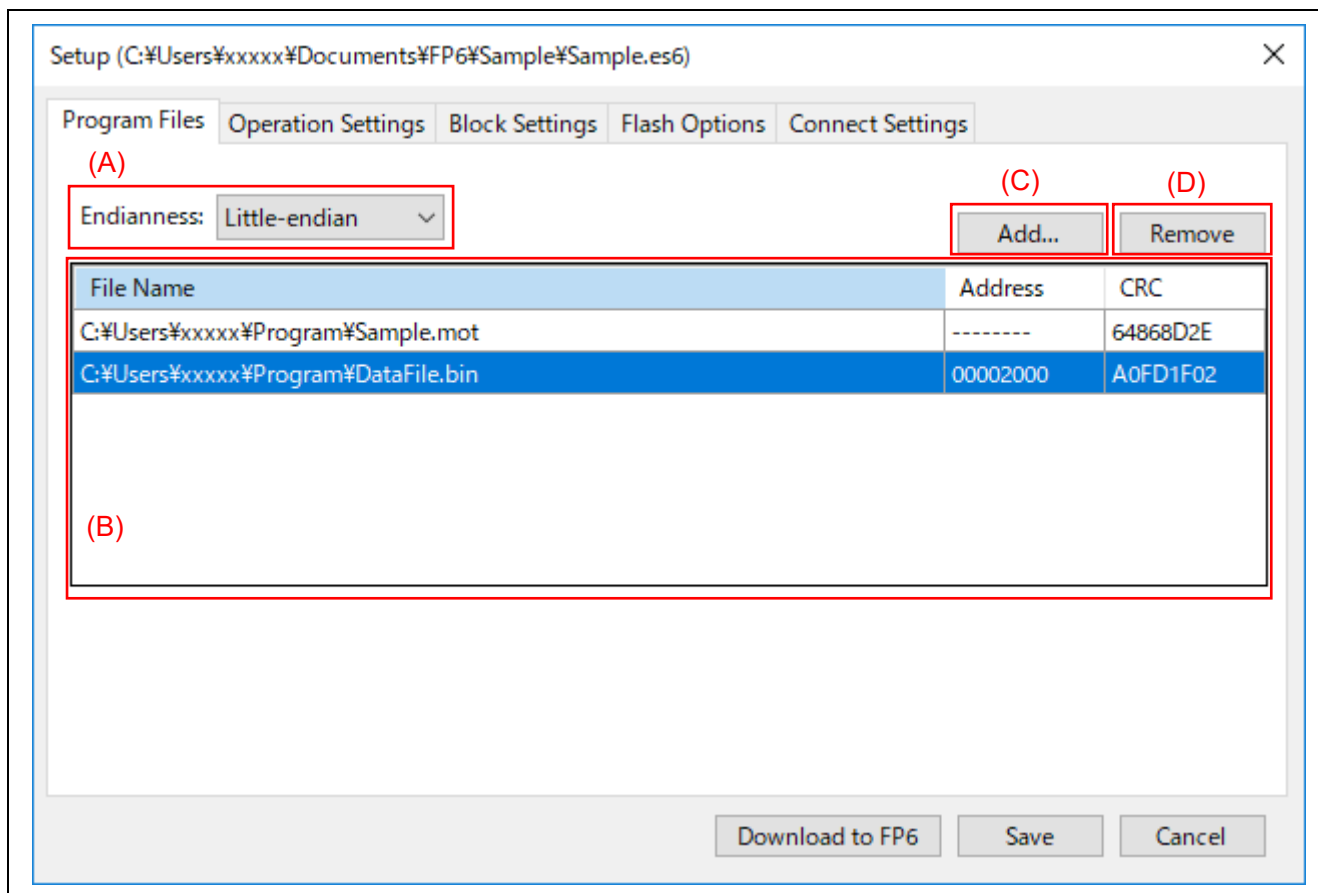 Setup (C:¥Users¥xxxxx¥Documents¥FP6¥Sample¥Sample.es6)
Program Files Operation Settings Block Settings Flash Options Connect Settings
(A)
(C) (D)
Endianness: Little-endian
Add... Remove
File Name Address CRC
C:¥Users¥xxxxx¥Program¥Sample.mot -------- 64868D2E
C:¥Users¥xxxxx¥Program¥DataFile.bin 00002000 A0FD1F02
(B)
Download to FP6 Save Cancel